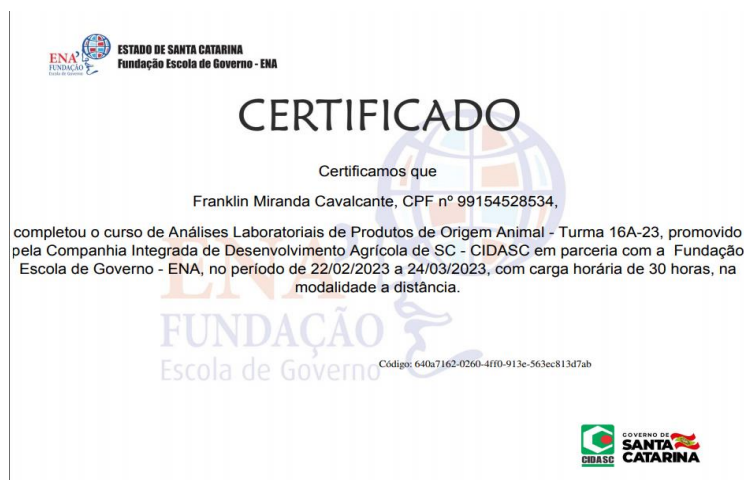 ENA
FUNDAÇÃO
Escola de Governo
ESTADO DE SANTA CATARINA
Fundação Escola de Governo - ENA
CERTIFICADO
Certificamos que
Franklin Miranda Cavalcante, CPF nº 99154528534,
completou o curso de Análises Laboratoriais de Produtos de Origem Animal - Turma 16A-23, promovido
pela Companhia Integrada de Desenvolvimento Agrícola de SC - CIDASC em parceria com a Fundação
Escola de Governo - ENA, no período de 22/02/2023 a 24/03/2023, com carga horária de 30 horas, na
modalidade a distância.
ENA
FUNDAÇÃO
Escola de Governo
Código: 640a7162-0260-4ff0-913e-563ec813d7ab
CIDASC
GOVERNO DE
SANTA
CATARINA